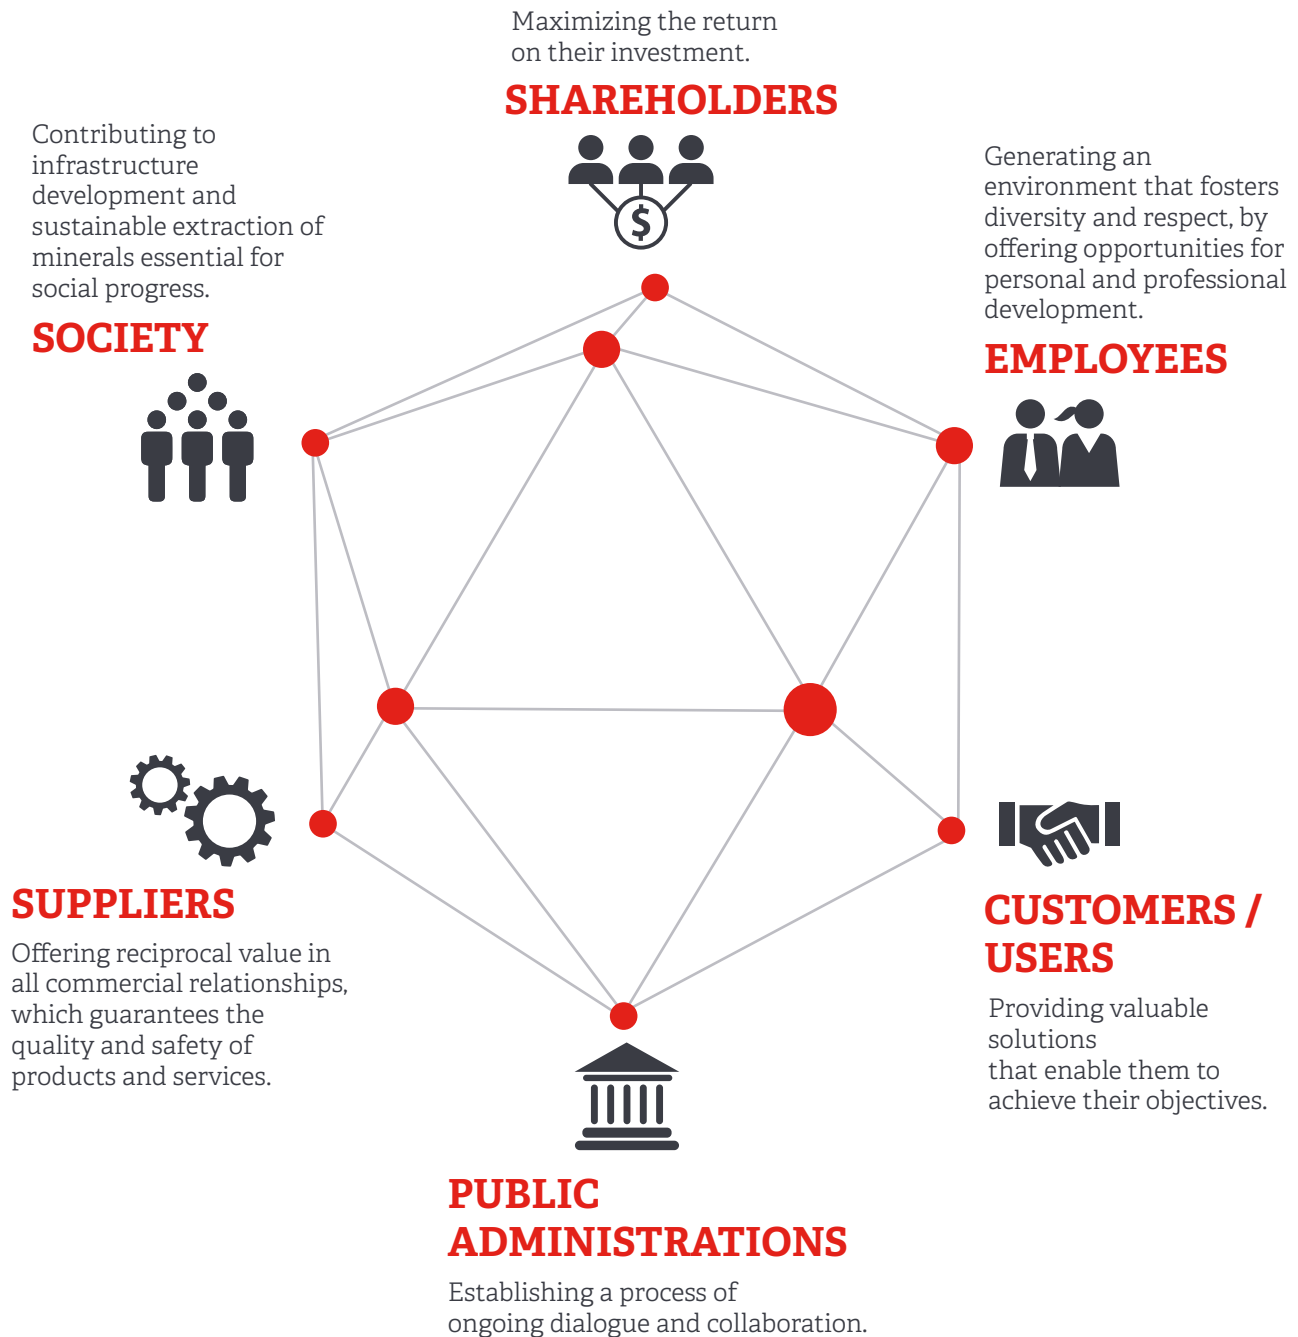 Maximizing the return
on their investment.
SHAREHOLDERS
$
Contributing to
infrastructure
development and
sustainable extraction of
minerals essential for
social progress.
SOCIETY
Generating an
environment that fosters
diversity and respect, by
offering opportunities for
personal and professional
development.
EMPLOYEES
SUPPLIERS
Offering reciprocal value in
all commercial relationships,
which guarantees the
quality and safety of
products and services.
CUSTOMERS /
USERS
Providing valuable
solutions
that enable them to
achieve their objectives.
PUBLIC
ADMINISTRATIONS
Establishing a process of
ongoing dialogue and collaboration.